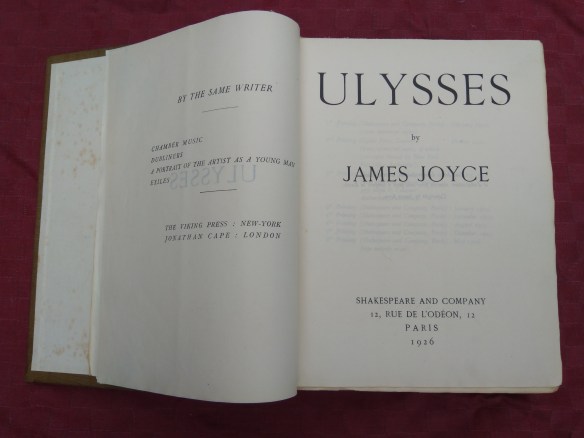 BY THE SAME WRITER
CHAMBER MUSIC
DUBLINERS
A PORTRAIT OF THE ARTIST AS A YOUNG MAN
EXILES
THE VIKING PRESS : NEW-YORK
JONATHAN CAPE : LONDON
ULYSSES
by
JAMES JOYCE
SHAKESPEARE AND COMPANY
12, RUE DE L'ODÉON, 12
PARIS
1926